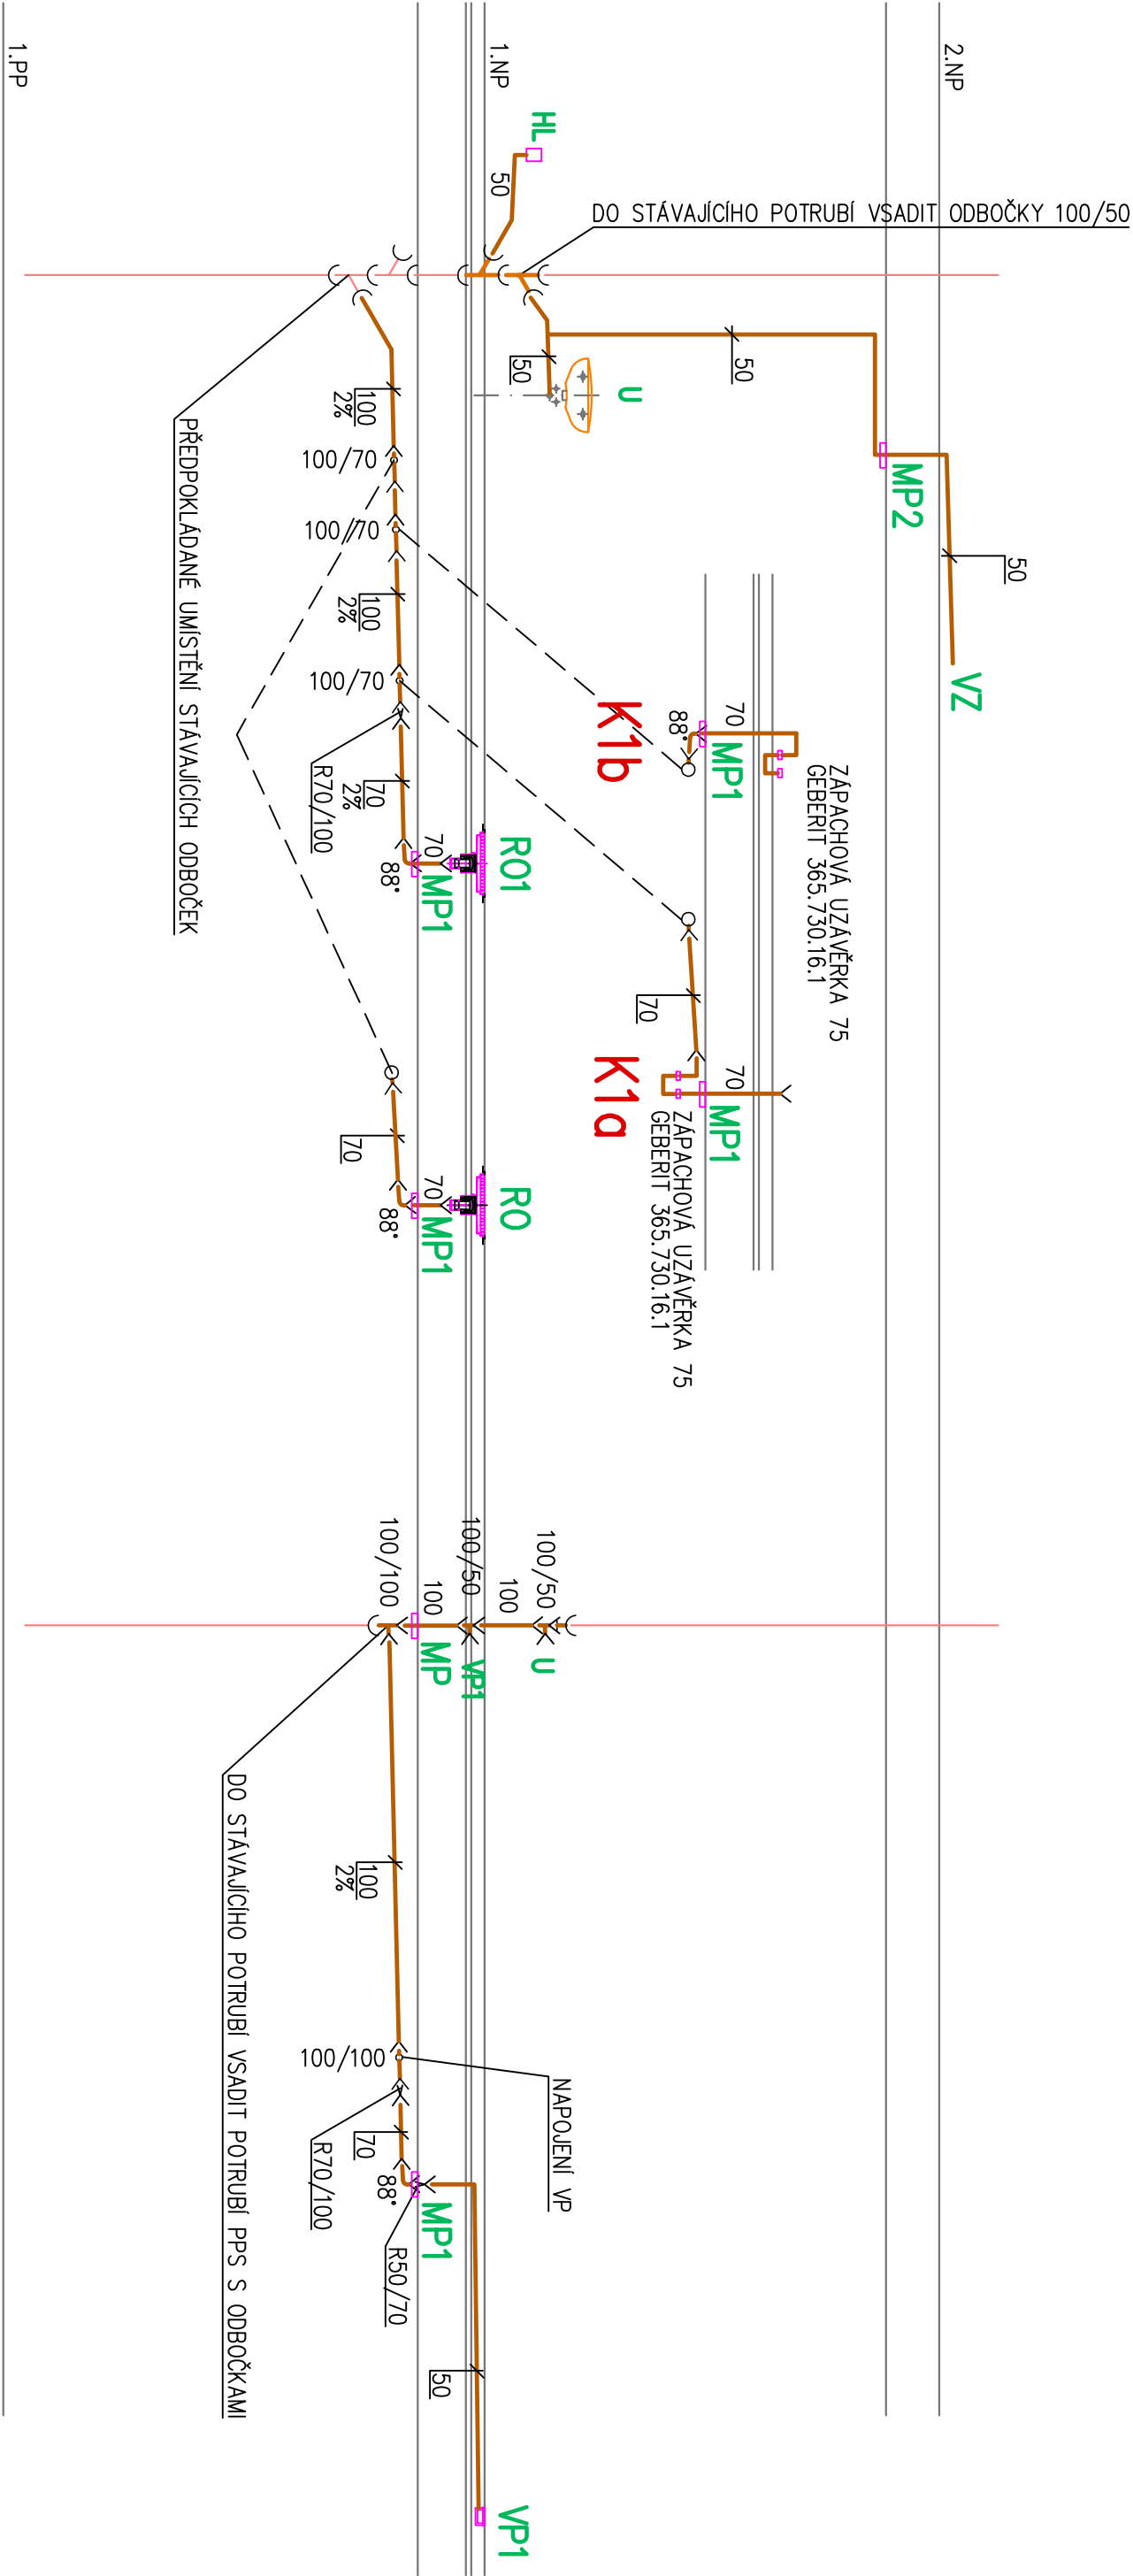 2.NP
1.NP
1.PP
HL
50
DO STÁVAJÍCÍHO POTRUBÍ VSADIT ODBOČKY 100/50
50
50
U
MP2
50
VZ
100
2%
100/70
100/70
100
2%
100/70
PŘEDPOKLÁDANÉ UMÍSTĚNÍ STÁVAJÍCÍCH ODBOČEK
R70/100
70
2%
88°
70
MP1
RO1
K1b
88°
70
MP1
ZÁPACHOVÁ UZÁVĚRKA 75
GEBERIT 365.730.16.1
70
K1a
70
MP1
ZÁPACHOVÁ UZÁVĚRKA 75
GEBERIT 365.730.16.1
70
88°
70
MP1
RO
100/50
100
100/50
100
100/100
U
VP1
MP
DO STÁVAJÍCÍHO POTRUBÍ VSADIT POTRUBÍ PPS S ODBOČKAMI
100
2%
100/100
NAPOJENÍ VP
R70/100
70
88°
MP1
R50/70
50
VP1